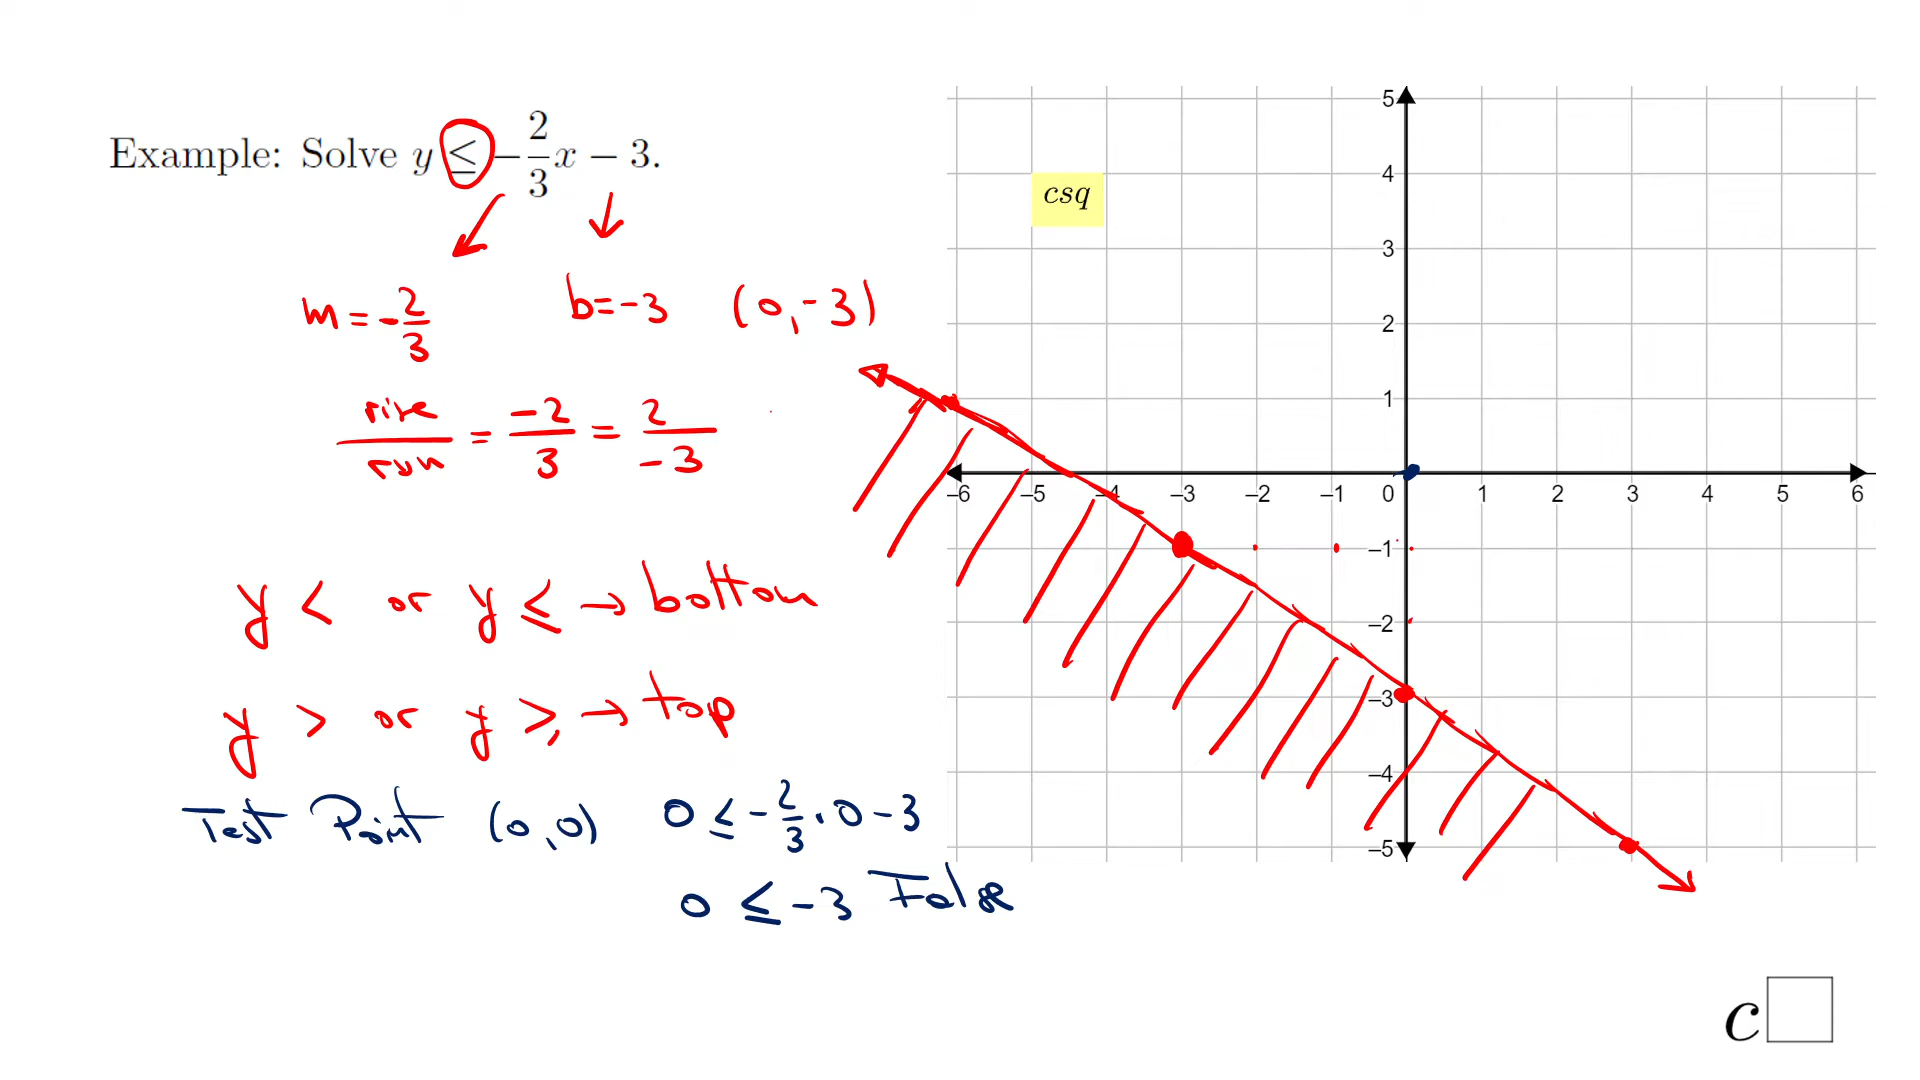 Example: Solve y ≤ −2/3 x − 3.
m = -2/3
b = -3 (0, -3)
rise/run = -2/3 = 2/-3
y < or y ≤ → bottom
y > or y ≥, → top
Test Point (0,0) 0 ≤ -2/3 · 0 - 3
0 ≤ -3 False
csq
5
4
3
2
1
–6 –5 –4 –3 –2 –1 0 1 2 3 4 5 6
–1
–2
–3
–4
–5
c